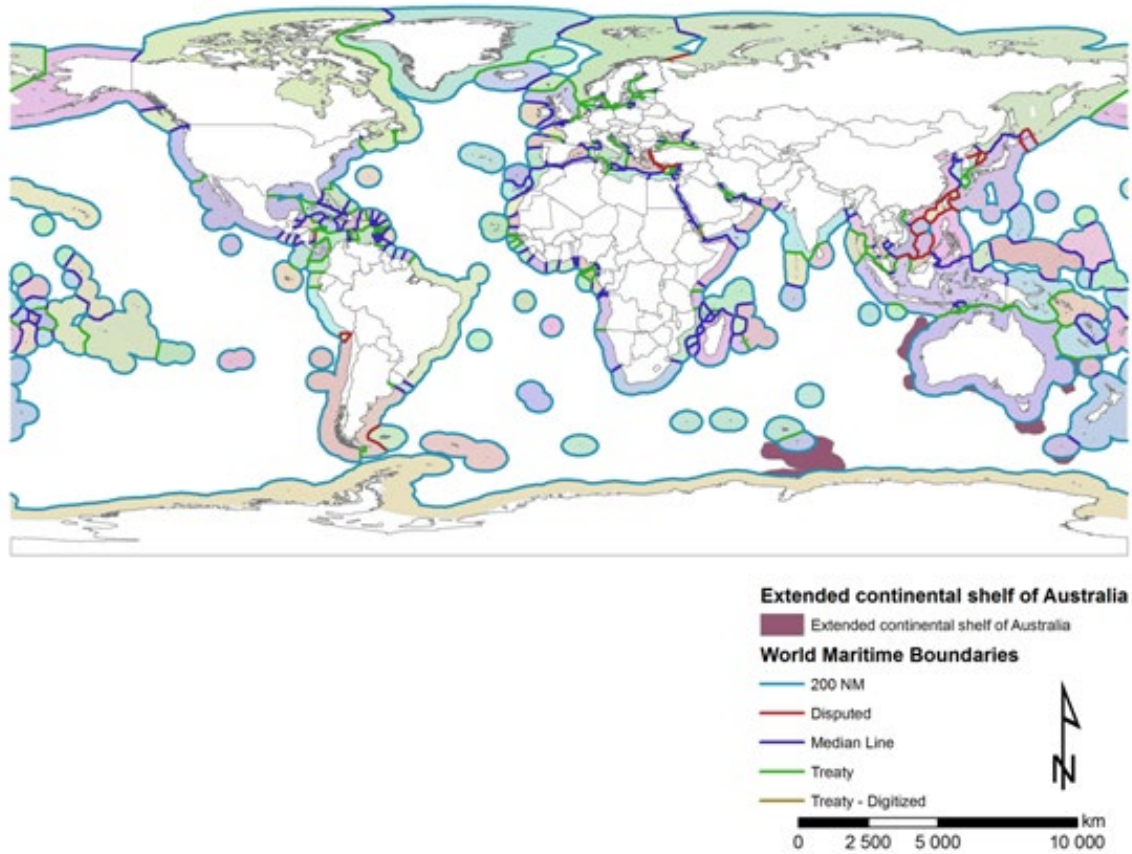 Extended continental shelf of Australia
Extended continental shelf of Australia
World Maritime Boundaries
200 NM
Disputed
Median Line
Treaty
Treaty - Digitized
N
km
0 2 500 5 000 10 000